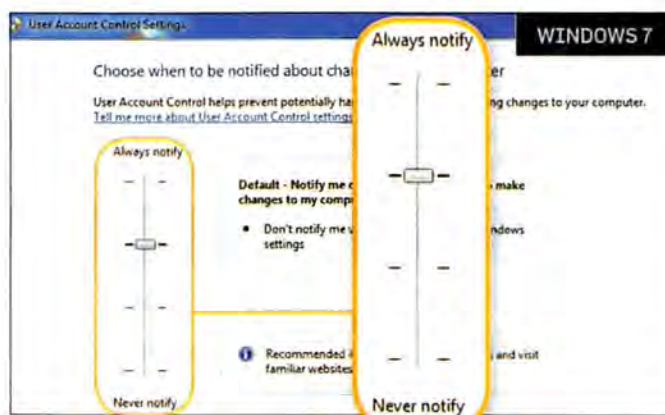 User Account Control Settings
WINDOWS 7
Always notify
Choose when to be notified about cha
ter
User Account Control helps prevent potentially ha
ng changes to your computer.
Tell me more about User Account Control settings
Always notify
Default - Notify me
to make
changes to my comp
Don't notify me
ndows
settings
Recommended
and visit
familiar websites
Never notify
Never notify